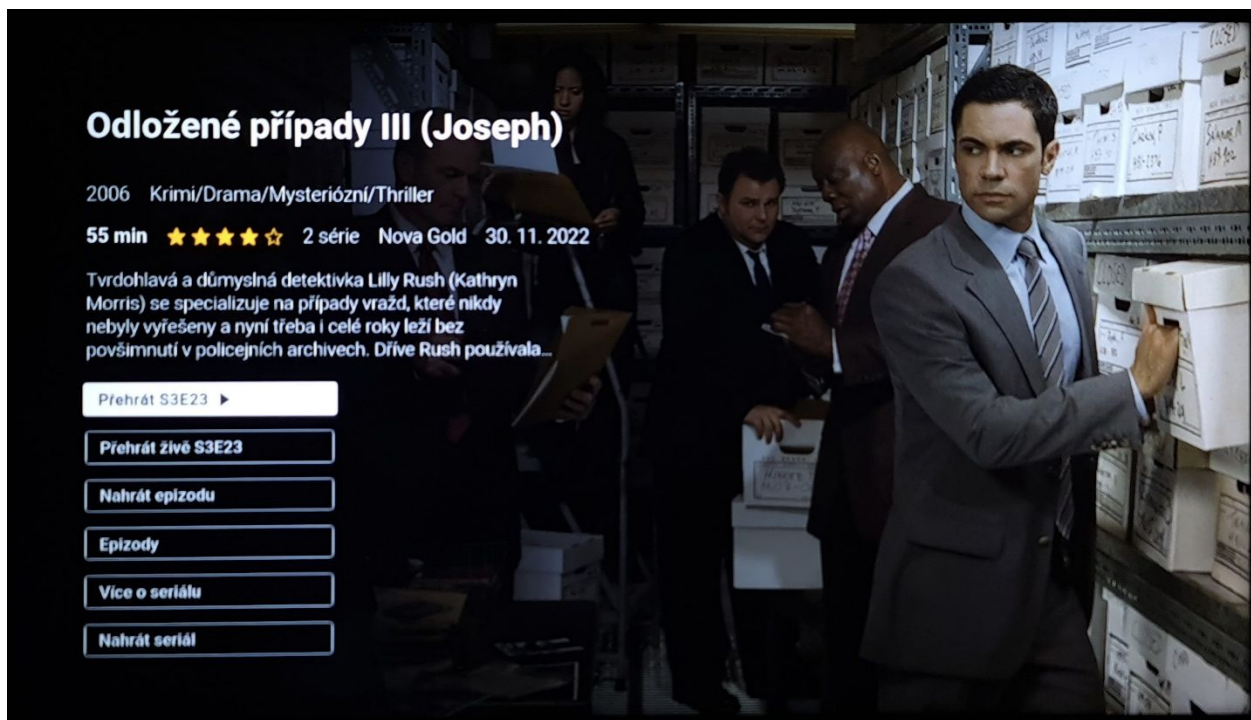 Odložené případy III (Joseph)
2006 Krimi/Drama/Mysteriózní/Thriller
55 min 2 série Nova Gold 30. 11. 2022
Tvrdohlavá a důmyslná detektivka Lilly Rush (Kathryn
Morris) se specializuje na případy vražd, které nikdy
nebyly vyřešeny a nyní třeba i celé roky leží bez
povšimnutí v policejních archivech. Dříve Rush používala...
Přehrát S3E23
Přehrát živě S3E23
Nahrát epizodu
Epizody
Více o seriálu
Nahrát seriál
CLOSED